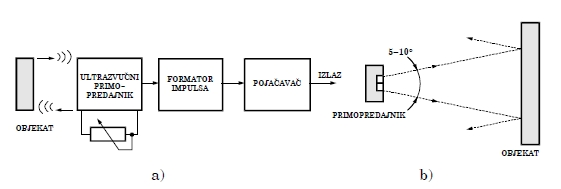 ULTRAZVUČNI
PRIMO-
PREDAJNIK
FORMATOR
IMPULSA
POJAČAVAČ
IZLAZ
OBJEKAT
a)
5-10°
PRIMOPREDAJNIK
OBJEKAT
b)